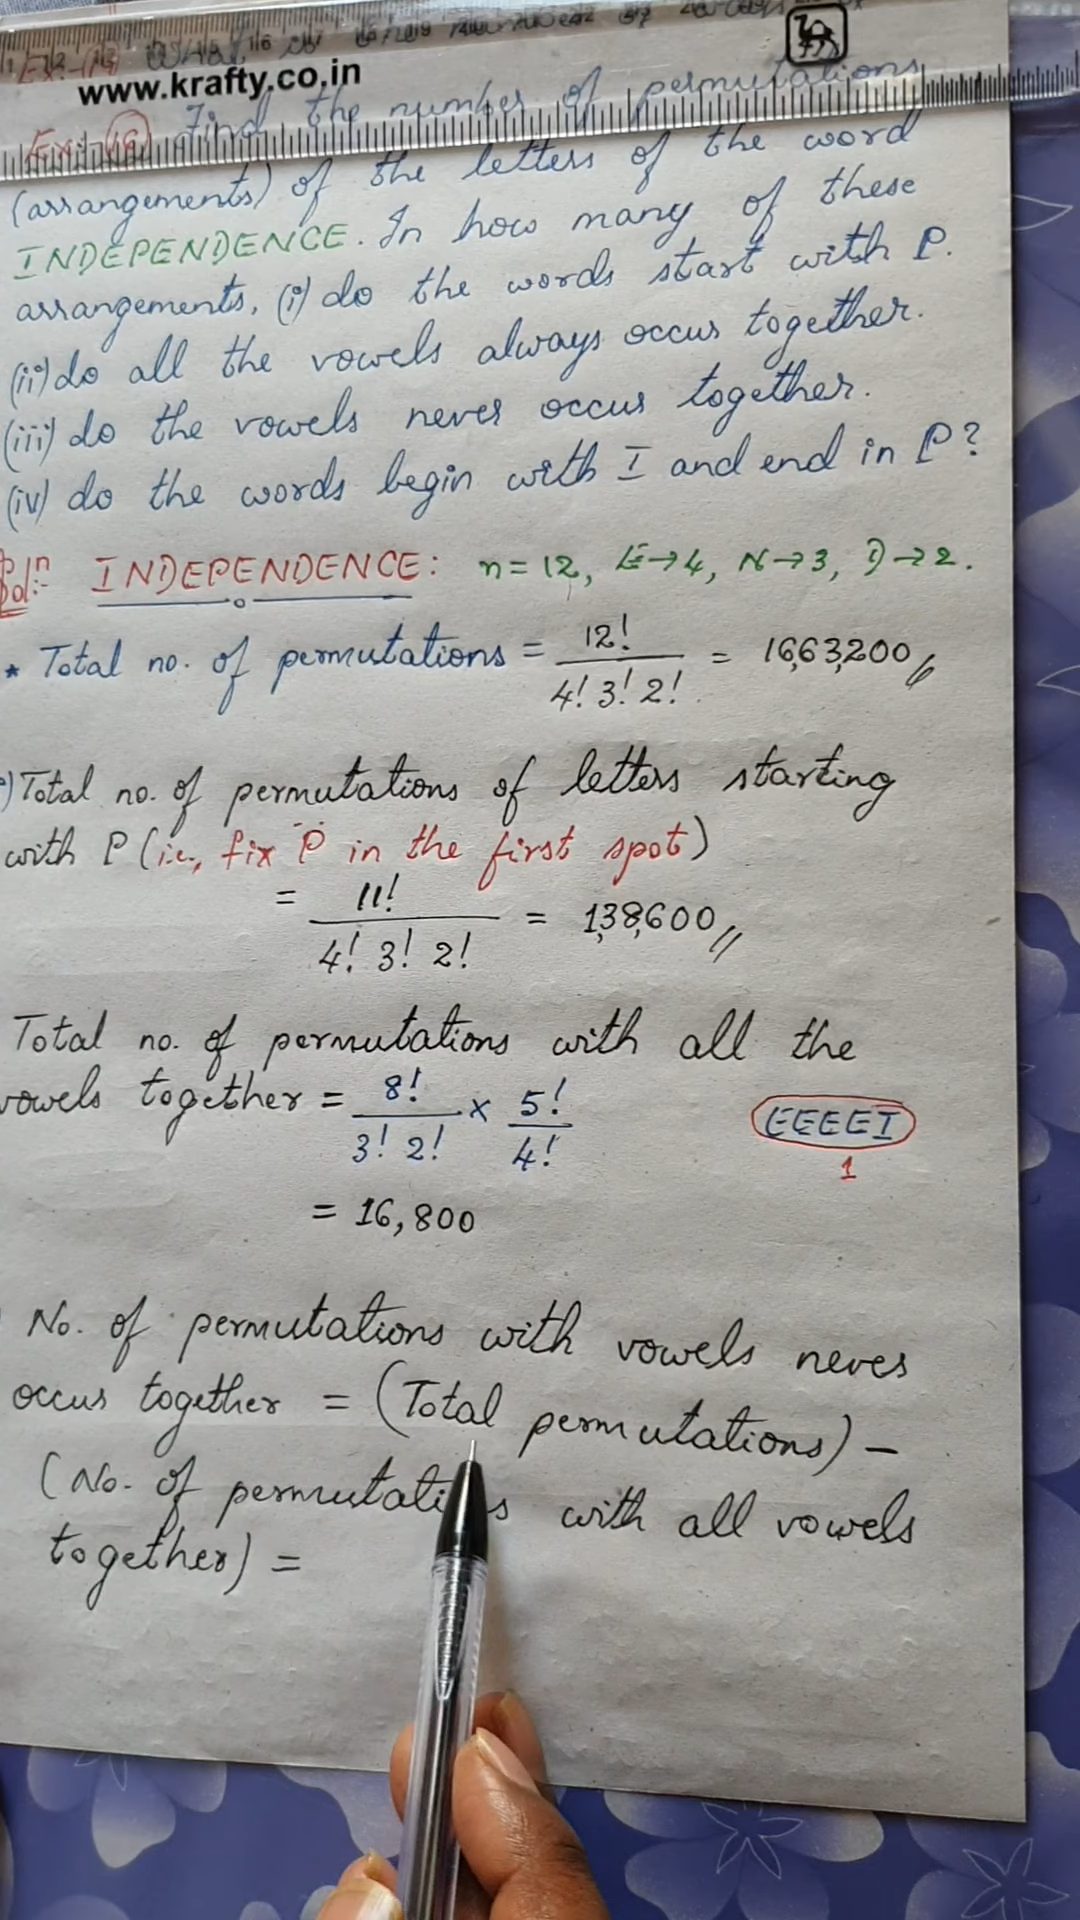 www.krafty.co.in
Ex:- 16 Find the number of permutations
(arrangements) of the letters of the word
INDEPENDENCE. In how many of these
arrangements, (i) do the words start with P.
(ii) do all the vowels always occur together.
(iii) do the vowels never occur together.
(iv) do the words begin with I and end in P?
Soln:- INDEPENDENCE: n = 12, E→4, N→3, D→2.
* Total no. of permutations = 12! / 4! 3! 2! = 16,63,200 //
) Total no. of permutations of letters starting
with P (i.e., fix P in the first spot)
= 11! / 4! 3! 2! = 1,38,600 //
Total no. of permutations with all the
vowels together = 8! / 3! 2! × 5! / 4! EEEEI
1
= 16,800
No. of permutations with vowels never
occur together = (Total permutations) –
(No. of permutations with all vowels
together) =